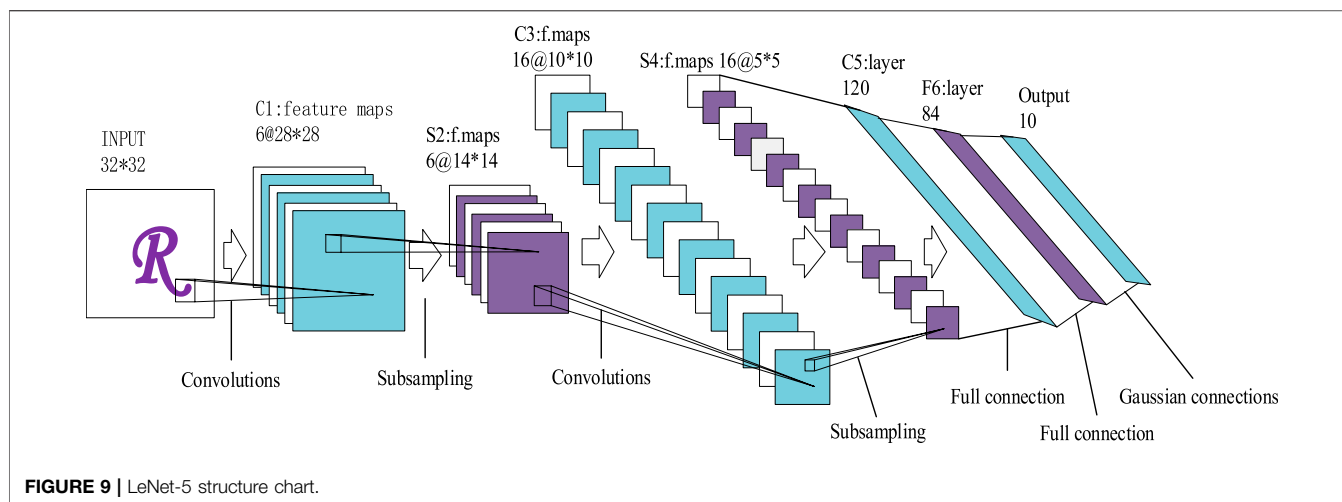 INPUT
32*32
R
C1:feature maps
6@28*28
S2:f.maps
6@14*14
C3:f.maps
16@10*10
S4:f.maps 16@5*5
C5:layer
120
F6:layer
84
Output
10
Convolutions
Subsampling
Convolutions
Subsampling
Full connection
Full connection
Gaussian connections
FIGURE 9 | LeNet-5 structure chart.